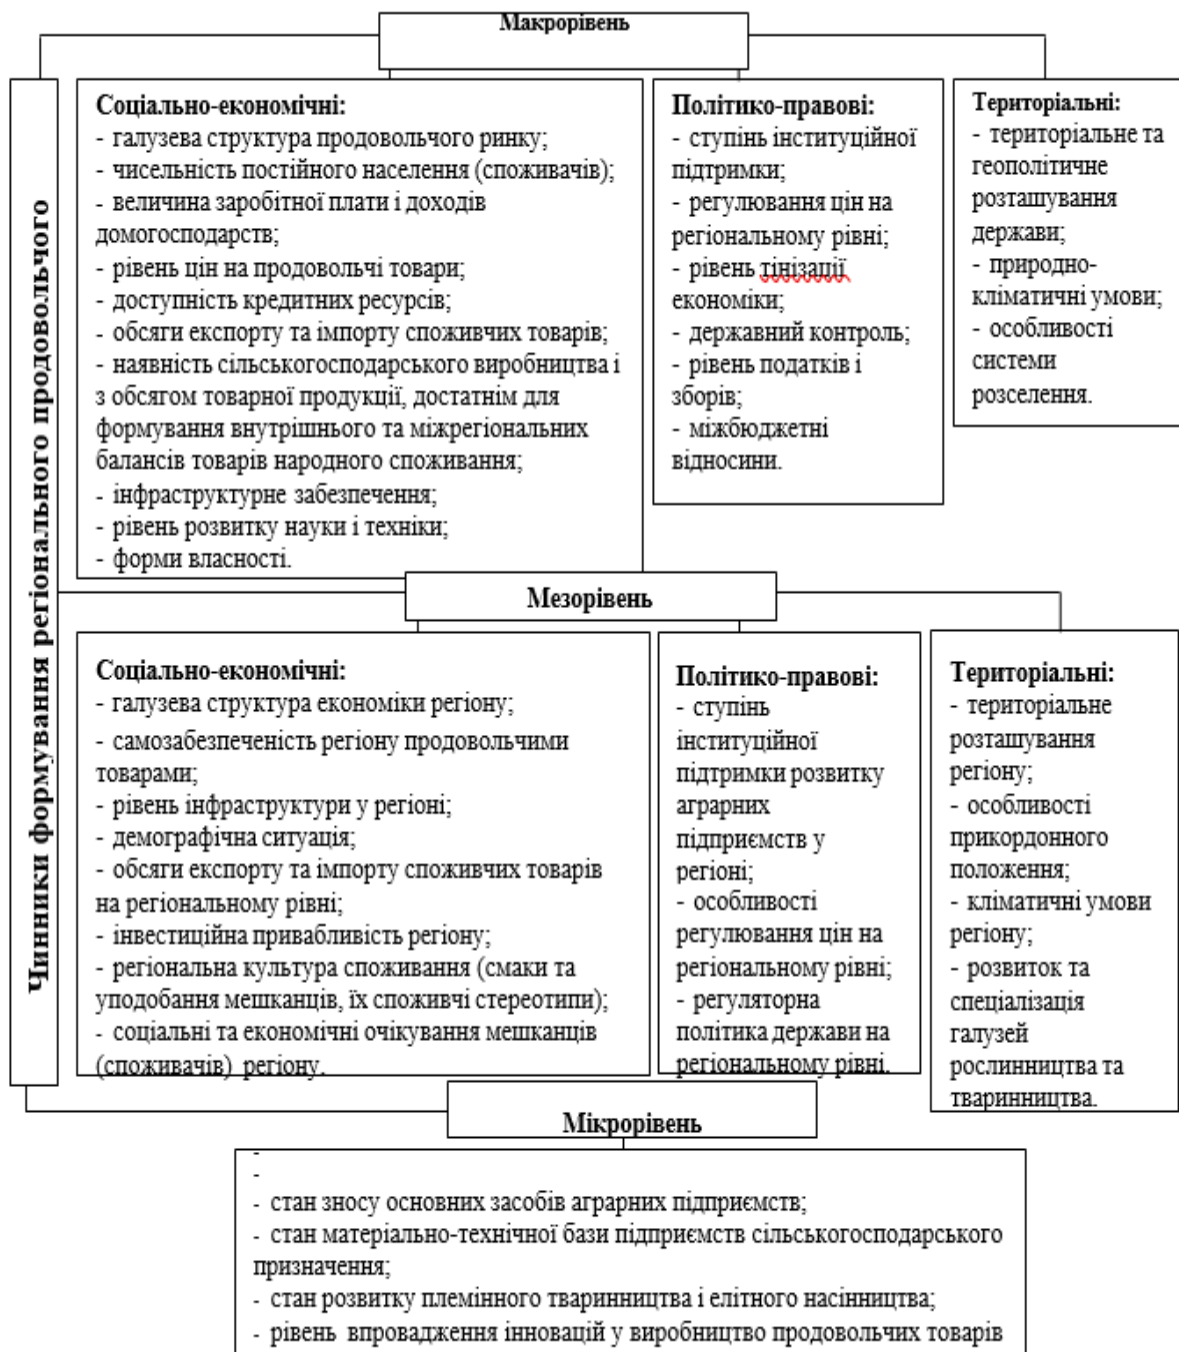 Чинники формування регіонального продовольчого
Макрорівень
Соціально-економічні:
- галузева структура продовольчого ринку;
- чисельність постійного населення (споживачів);
- величина заробітної плати і доходів
домогосподарств;
- рівень цін на продовольчі товари;
- доступність кредитних ресурсів;
- обсяги експорту та імпорту споживчих товарів;
- наявність сільськогосподарського виробництва і
з обсягом товарної продукції, достатнім для
формування внутрішнього та міжрегіональних
балансів товарів народного споживання;
- інфраструктурне забезпечення;
- рівень розвитку науки і техніки;
- форми власності.
Політико-правові:
- ступінь інституційної
підтримки;
- регулювання цін на
регіональному рівні;
- рівень тінізації
економіки;
- державний контроль;
- рівень податків і
зборів;
- міжбюджетні
відносини.
Територіальні:
- територіальне та
геополітичне
розташування
держави;
- природно-
кліматичні умови;
- особливості
системи
розселення.
Мезорівень
Соціально-економічні:
- галузева структура економіки регіону;
- самозабезпеченість регіону продовольчими
товарами;
- рівень інфраструктури у регіоні;
- демографічна ситуація;
- обсяги експорту та імпорту споживчих товарів
на регіональному рівні;
- інвестиційна привабливість регіону;
- регіональна культура споживання (смаки та
уподобання мешканців, їх споживчі стереотипи);
- соціальні та економічні очікування мешканців
(споживачів) регіону.
Політико-правові:
- ступінь
інституційної
підтримки розвитку
аграрних
підприємств у
регіоні;
- особливості
регулювання цін на
регіональному рівні;
- регуляторна
політика держави на
регіональному рівні.
Територіальні:
- територіальне
розташування
регіону;
- особливості
прикордонного
положення;
- кліматичні умови
регіону;
- розвиток та
спеціалізація
галузей
рослинництва та
тваринництва.
Мікрорівень
-
-
- стан зносу основних засобів аграрних підприємств;
- стан матеріально-технічної бази підприємств сільськогосподарського
призначення;
- стан розвитку племінного тваринництва і елітного насінництва;
- рівень впровадження інновацій у виробництво продовольчих товарів